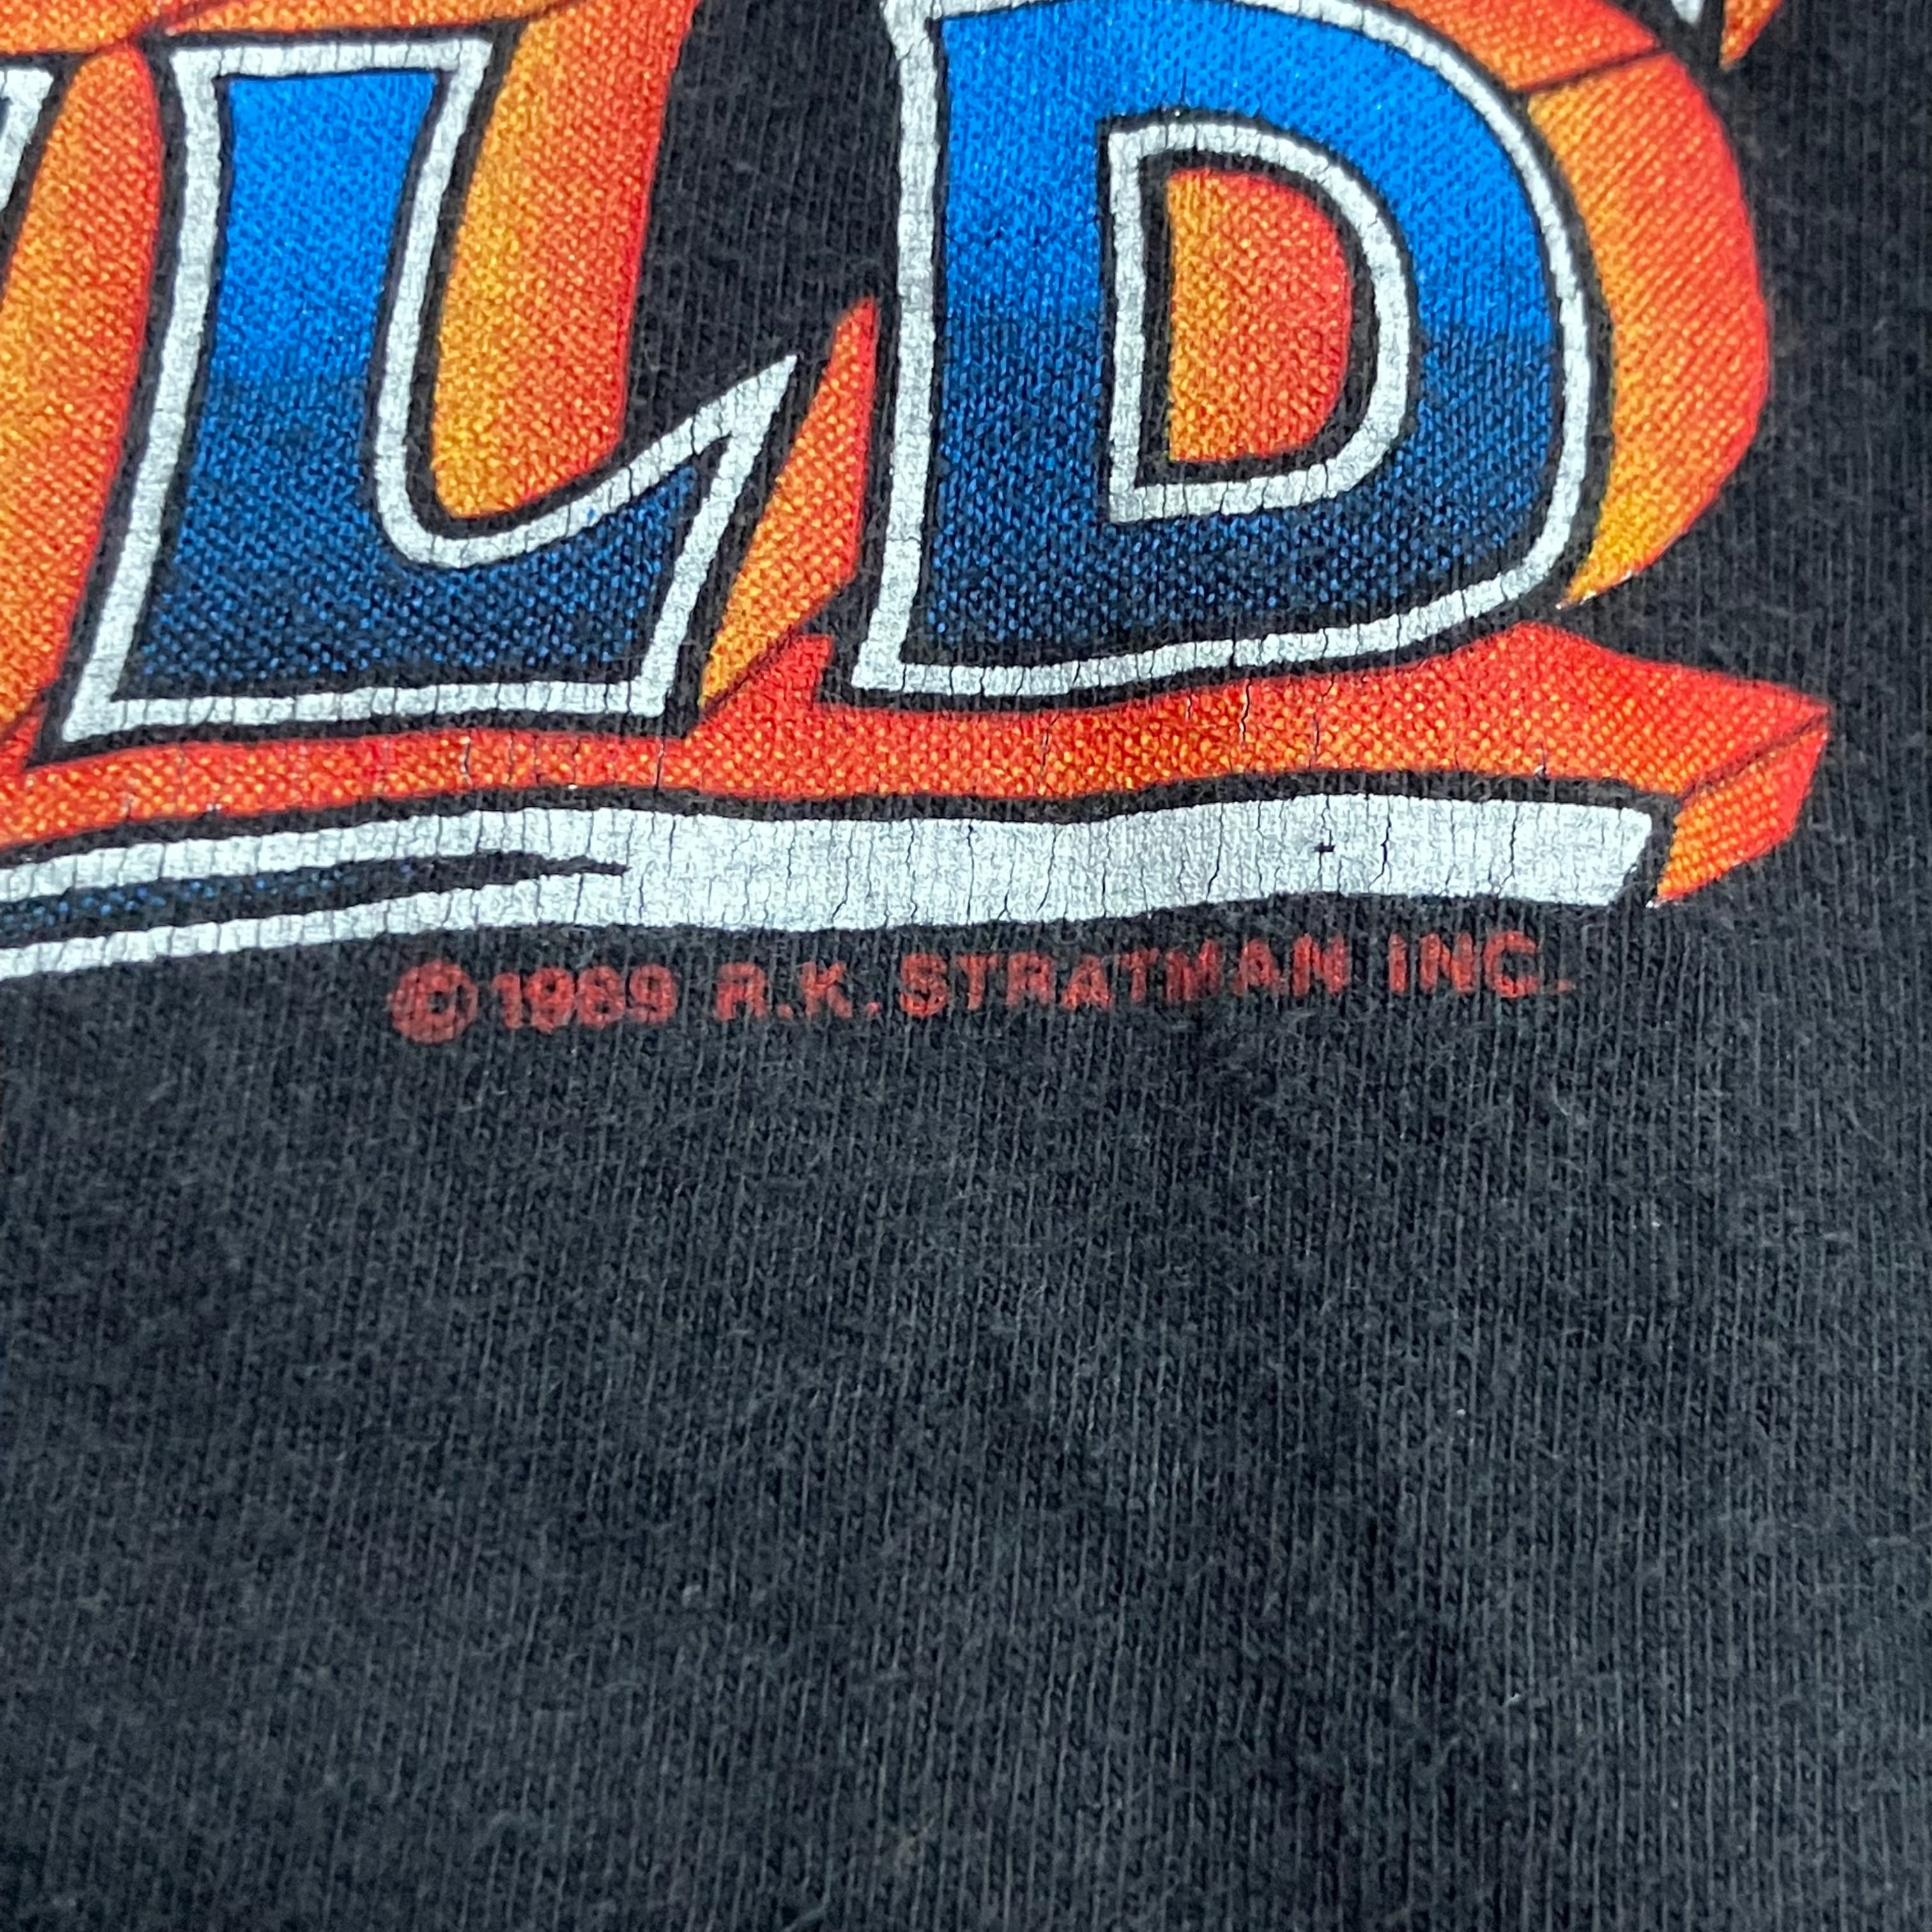 LD
©1989 R.K. STRATMAN INC.